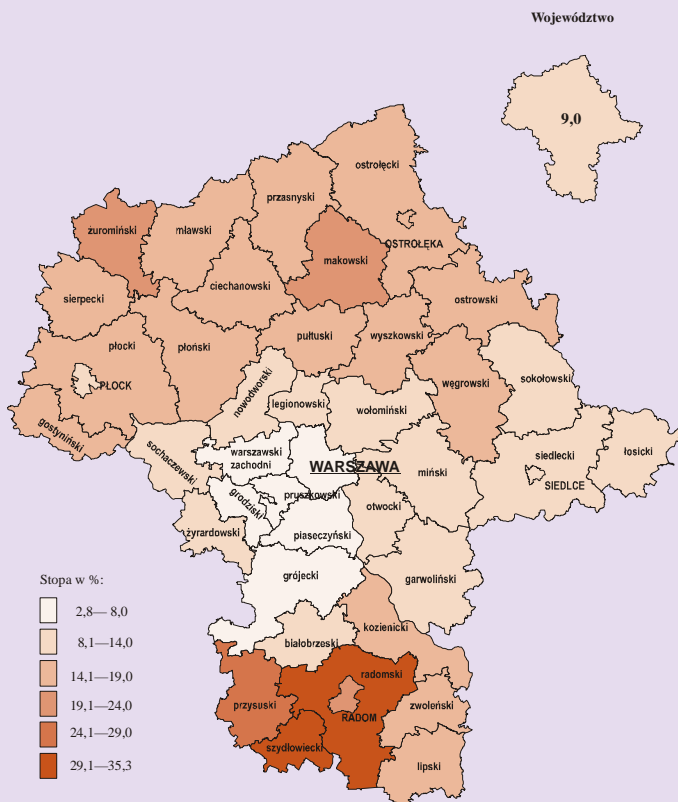 Województwo
9,0
ostrołęcki
przasnyski
żuromiński
mławski
OSTROŁĘKA
makowski
ciechanowski
sierpecki
ostrowski
płocki
płoński
pułtuski
wyszkowski
PŁOCK
nowodworski
legionowski
wołomiński
węgrowski
sokołowski
gostyniński
sochaczewski
warszawski
zachodni
WARSZAWA
miński
siedlecki
łosicki
SIEDLCE
grodziski
pruszkowski
otwocki
żyrardowski
piaseczyński
grójecki
garwoliński
Stopa w %:
2,8— 8,0
8,1—14,0
14,1—19,0
19,1—24,0
24,1—29,0
29,1—35,3
kozienicki
białobrzeski
radomski
przysuski
RADOM
zwoleński
szydłowiecki
lipski